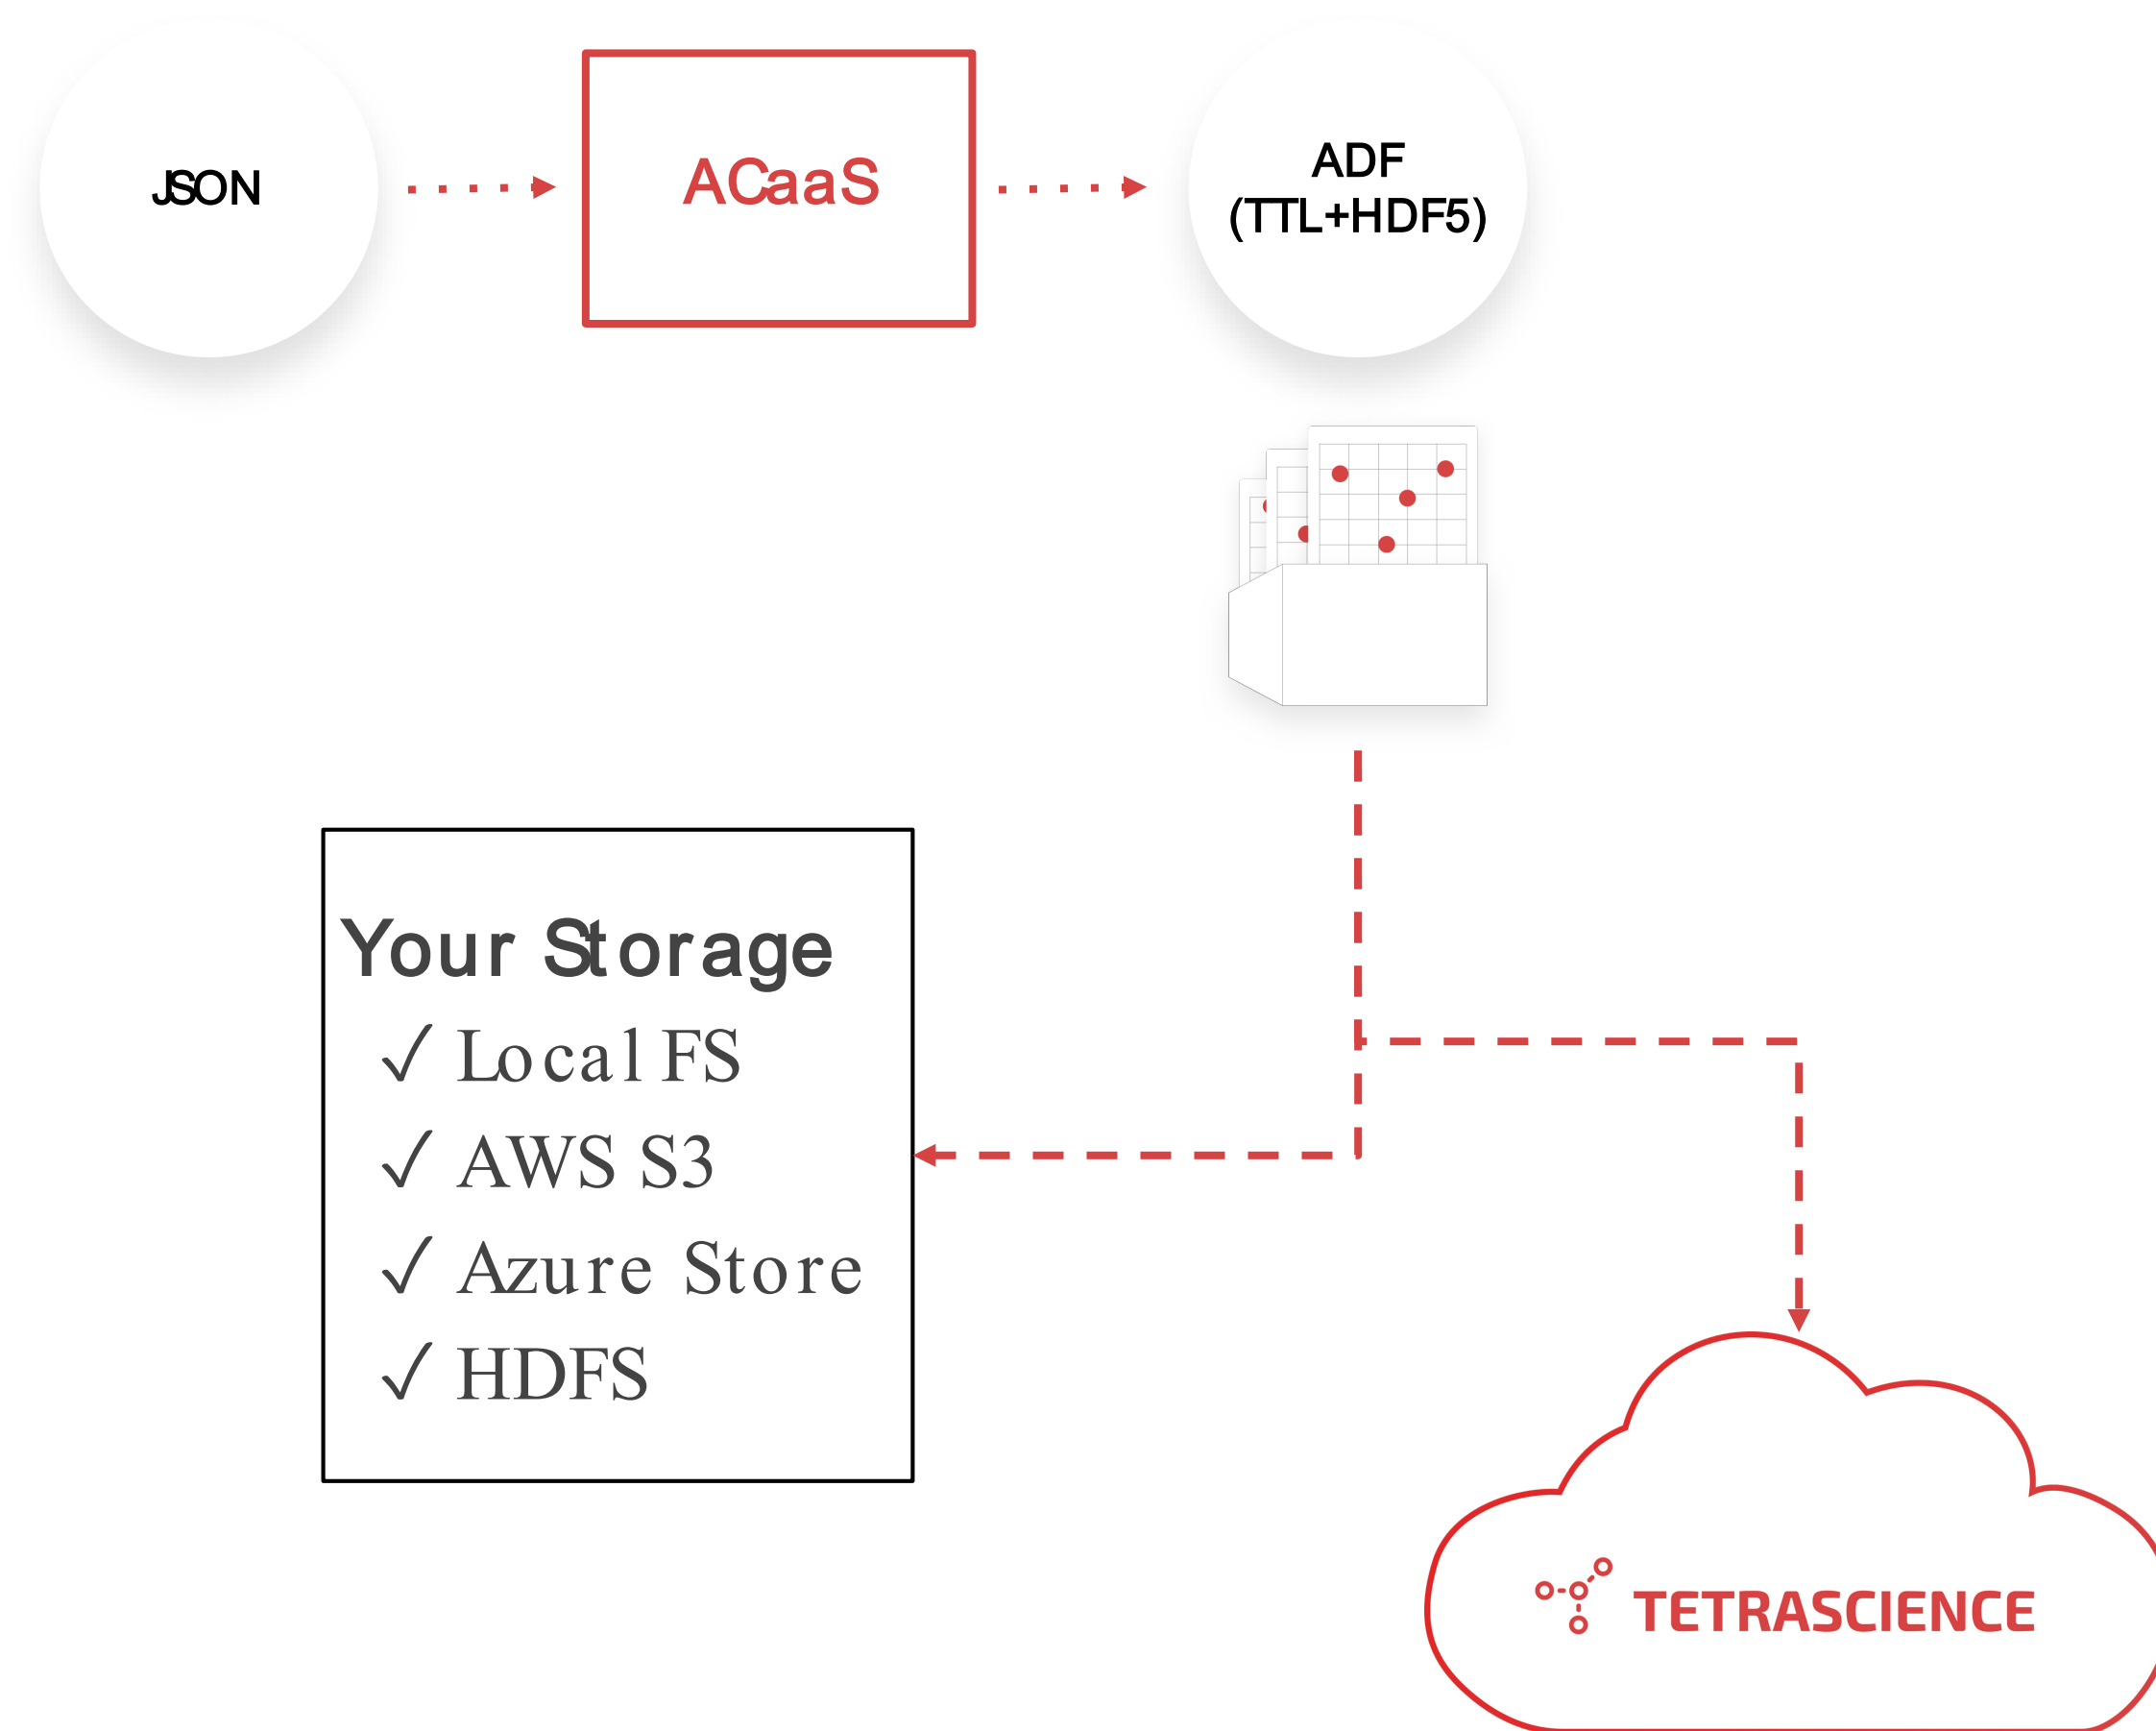 JSON
ACaaS
ADF
(TTL+HDF5)
Your Storage
✓ Local FS
✓ AWS S3
✓ Azure Store
✓ HDFS
TETRASCIENCE